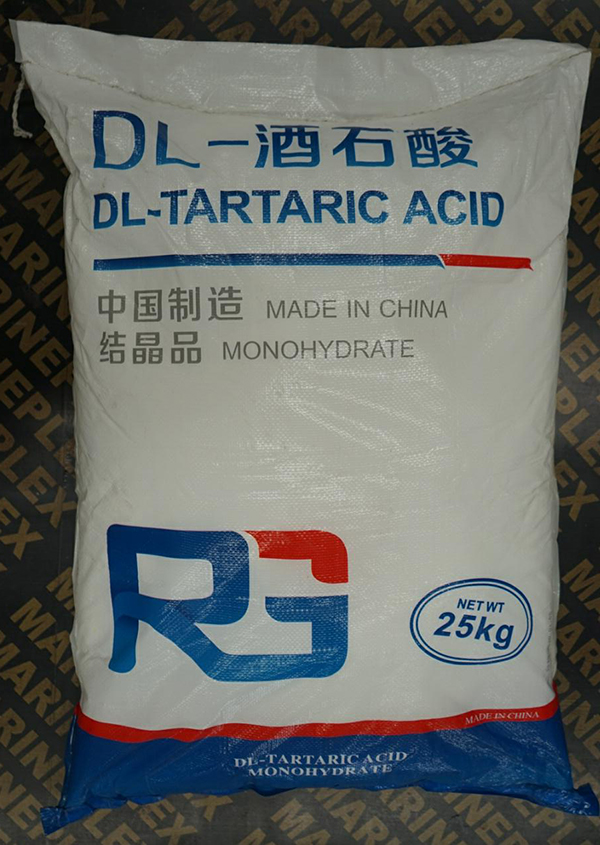 DL-酒石酸
DL-TARTARIC ACID
中国制造 MADE IN CHINA
结晶品 MONOHYDRATE
RG
NET WT
25kg
MADE IN CHINA
DL-TARTARIC ACID
MONOHYDRATE
MARINEPLEX